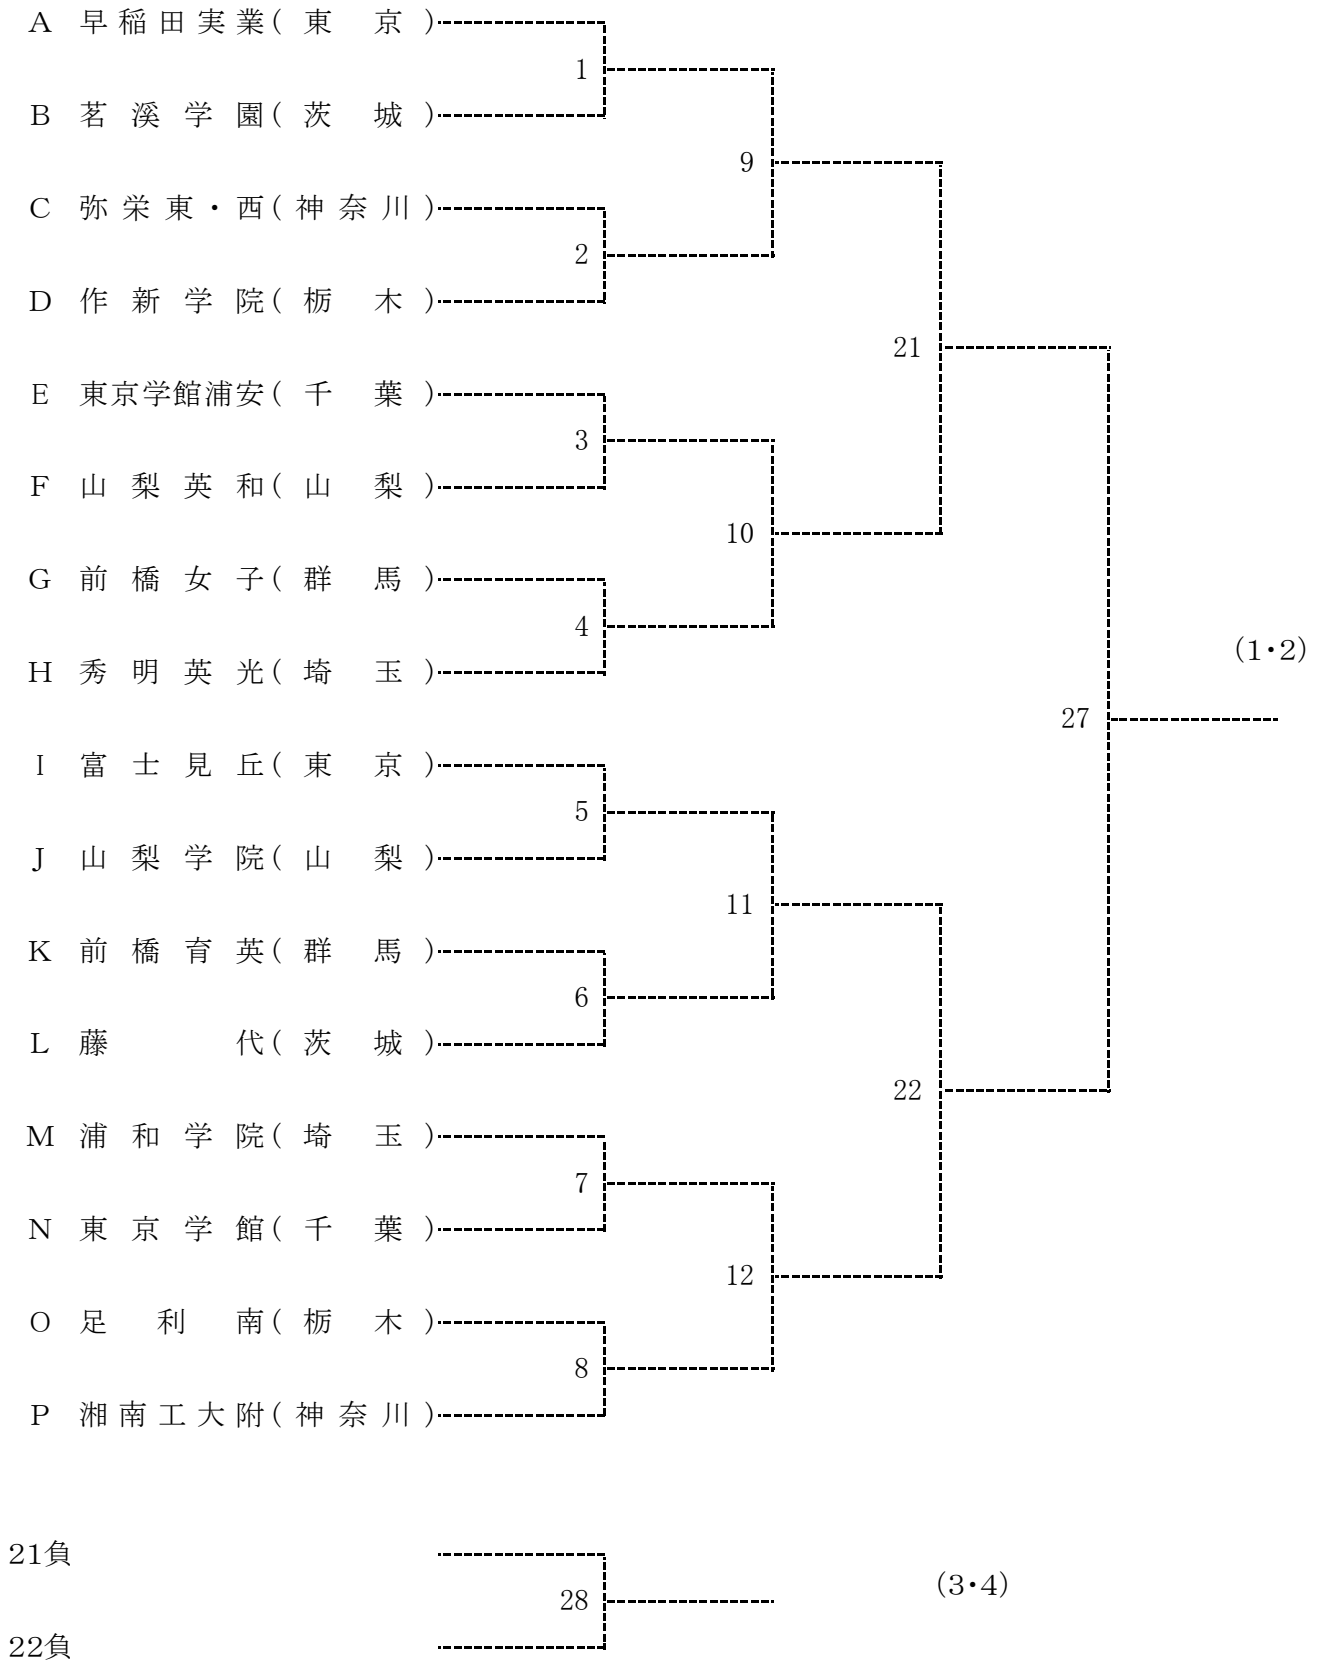 A 早稲田実業(東京)
1
B 茗溪学園(茨城)
9
C 弥栄東・西(神奈川)
2
D 作新学院(栃木)
21
E 東京学館浦安(千葉)
3
F 山梨英和(山梨)
10
G 前橋女子(群馬)
4
H 秀明英光(埼玉)
(1・2)
27
I 富士見丘(東京)
5
J 山梨学院(山梨)
11
K 前橋育英(群馬)
6
L 藤代(茨城)
22
M 浦和学院(埼玉)
7
N 東京学館(千葉)
12
O 足利南(栃木)
8
P 湘南工大附(神奈川)
21負
28
(3・4)
22負